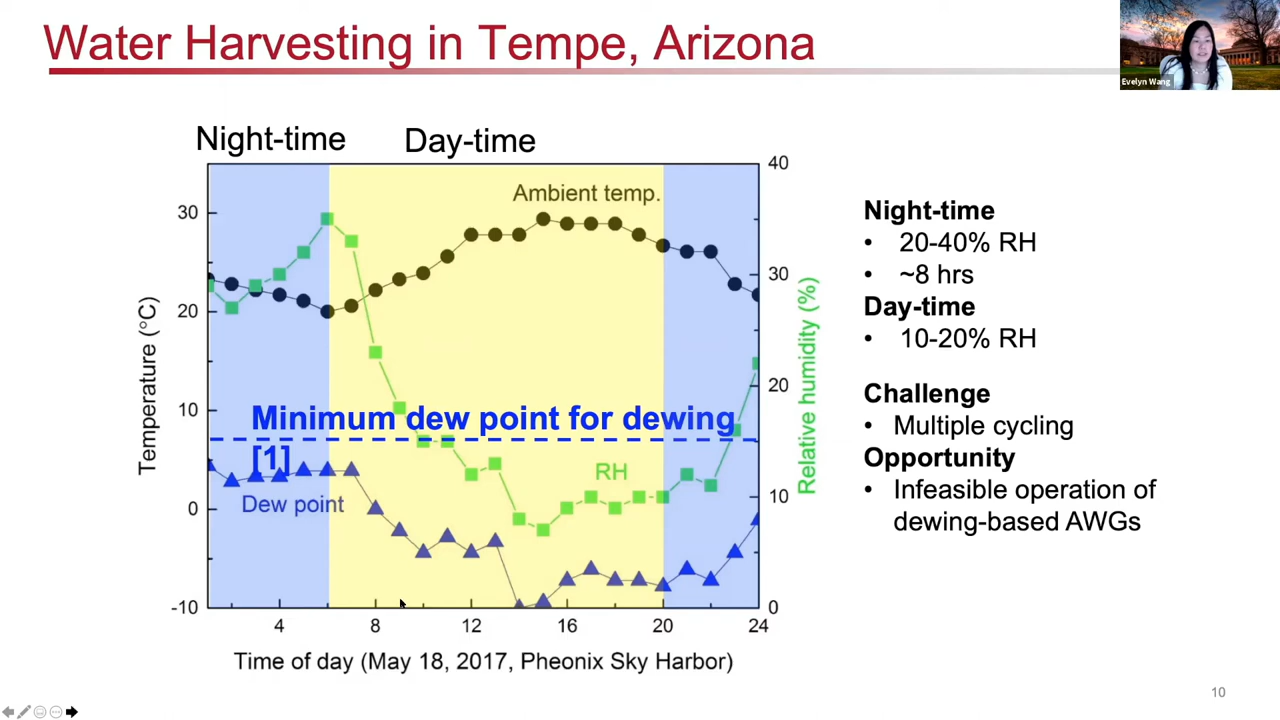 Water Harvesting in Tempe, Arizona
Evelyn Wang
Night-time
Day-time
Ambient temp.
Minimum dew point for dewing
[1]
RH
Dew point
Temperature (°C)
30
20
10
0
-10
Relative humidity (%)
40
30
20
10
0
4
8
12
16
20
24
Time of day (May 18, 2017, Pheonix Sky Harbor)
Night-time
• 20-40% RH
• ~8 hrs
Day-time
• 10-20% RH
Challenge
• Multiple cycling
Opportunity
• Infeasible operation of
dewing-based AWGs
10